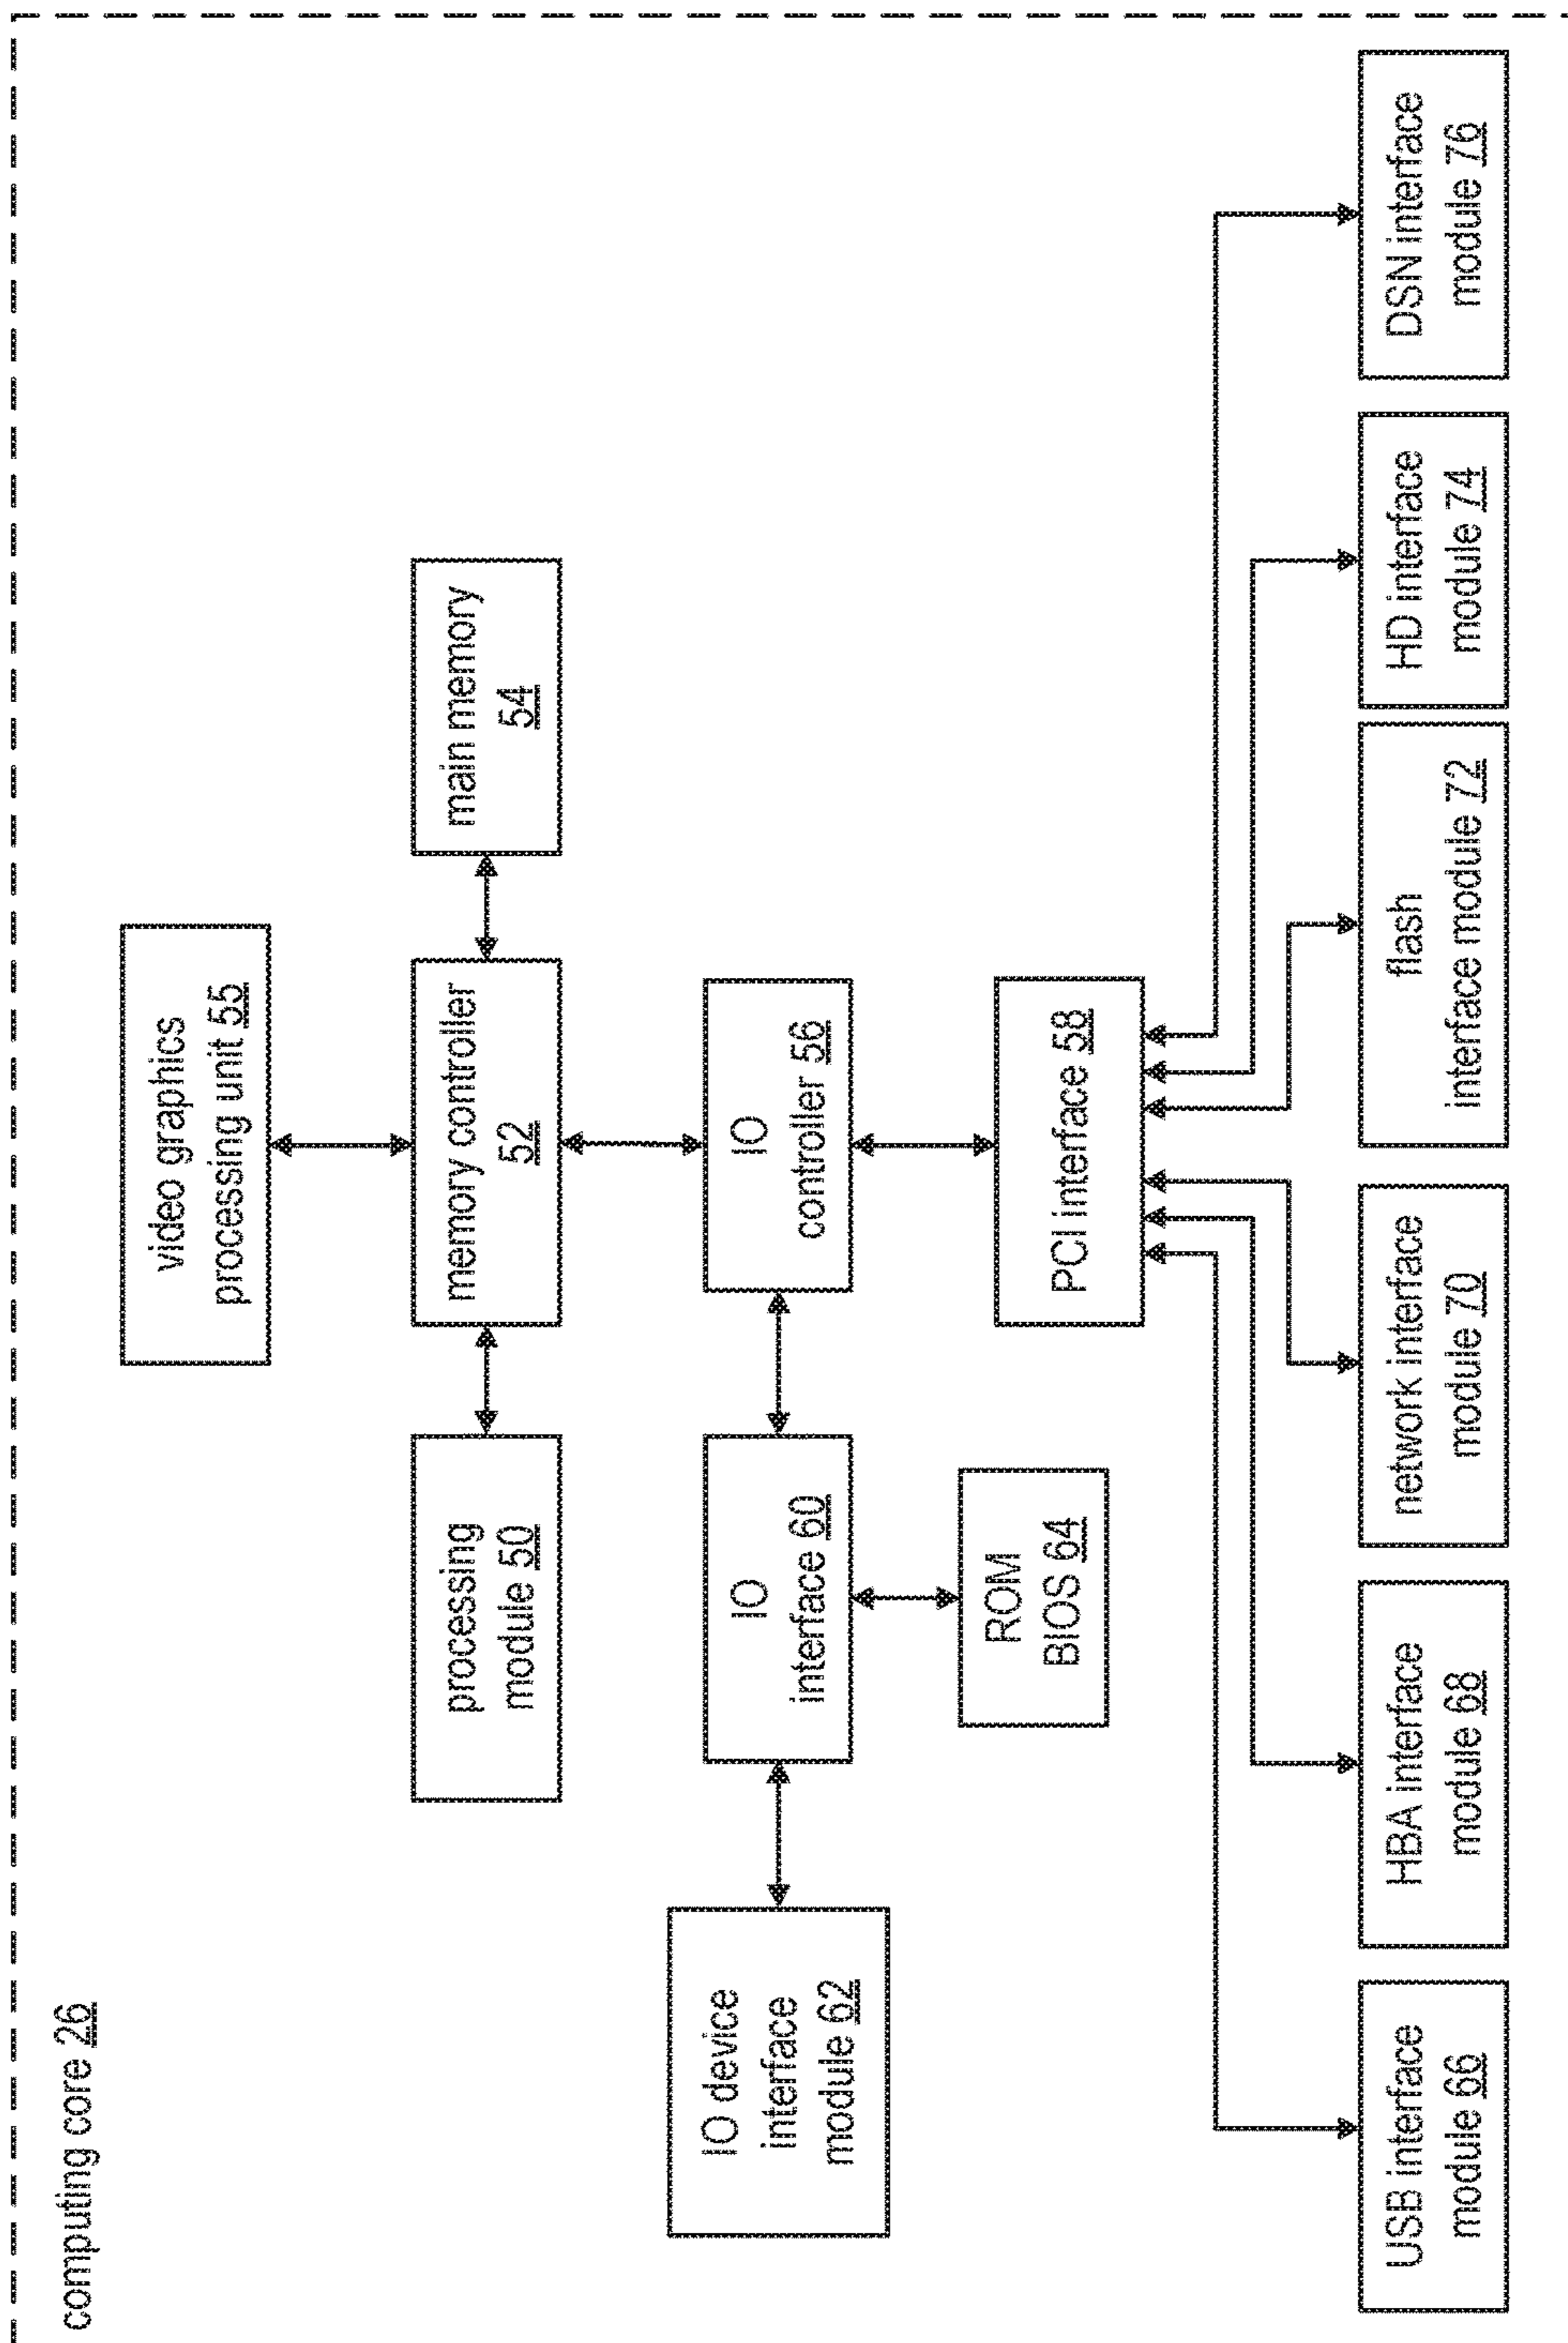 computing core 26
video graphics
processing unit 55
processing
module 50
memory controller
52
main memory
54
IO device
interface
module 62
IO
interface 60
IO
controller 56
ROM
BIOS 64
PCI interface 58
USB interface
module 66
HBA interface
module 68
network interface
module 70
flash
interface module 72
HD interface
module 74
DSN interface
module 76